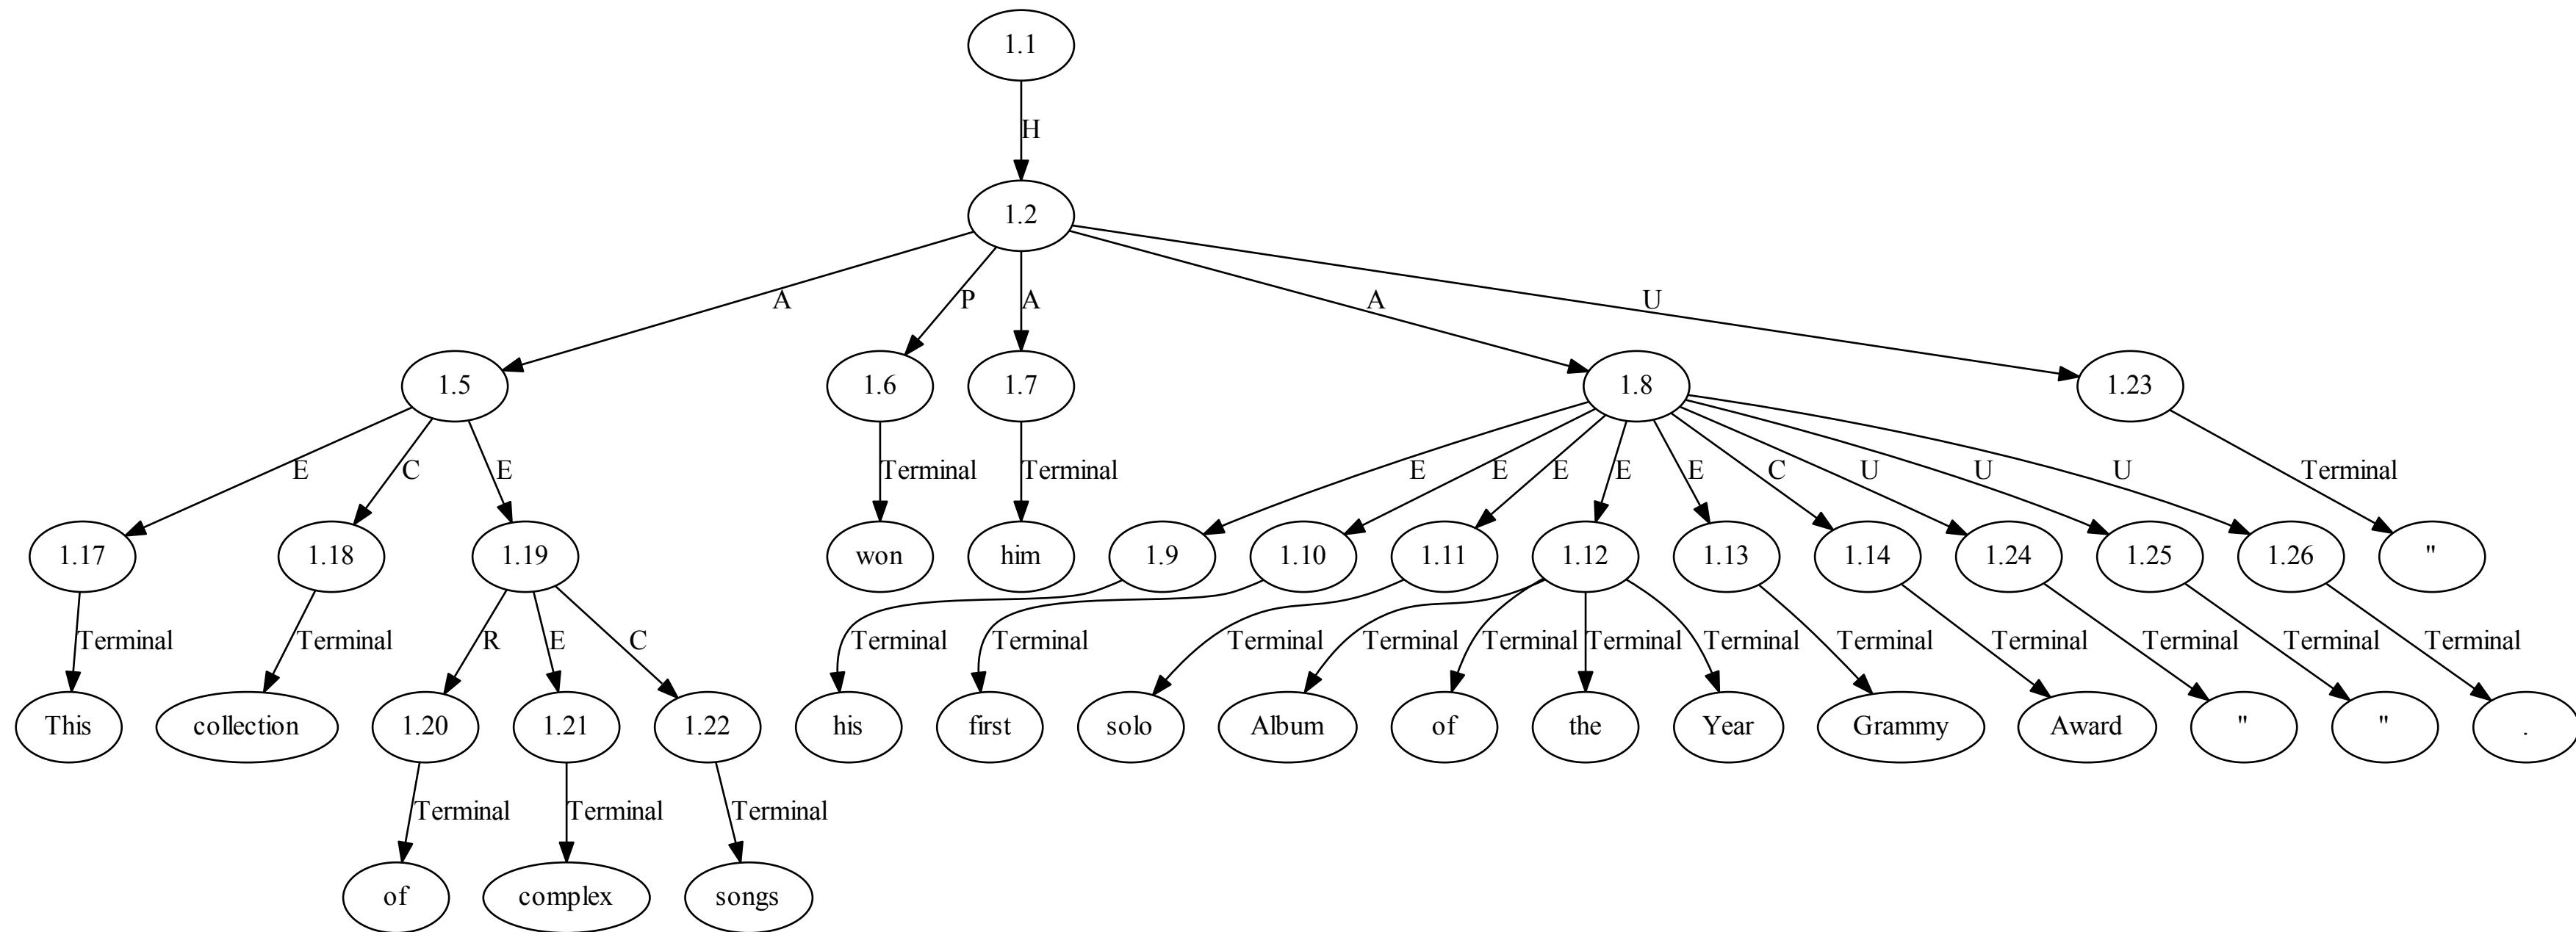 1.1
H
1.2
A P A A U
1.5 1.6 1.7 1.8 1.23
E C E Terminal Terminal E E E E E C U U U Terminal
1.17 1.18 1.19 won him 1.9 1.10 1.11 1.12 1.13 1.14 1.24 1.25 1.26 "
Terminal Terminal R E C Terminal Terminal Terminal Terminal Terminal Terminal Terminal Terminal Terminal Terminal Terminal Terminal
This collection 1.20 1.21 1.22 his first solo Album of the Year Grammy Award " " .
Terminal Terminal Terminal
of complex songs